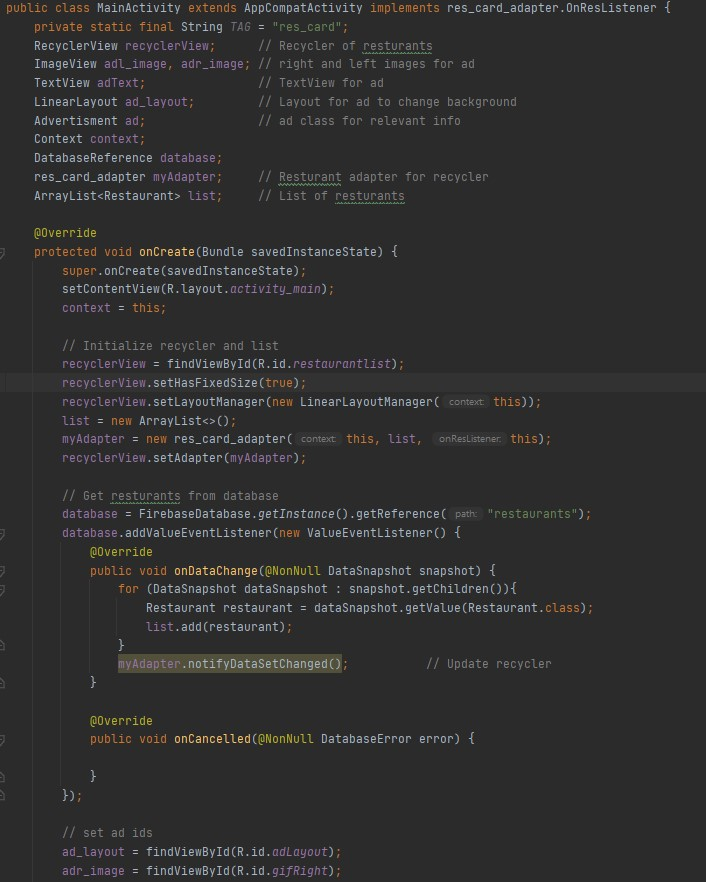 public class MainActivity extends AppCompatActivity implements res_card_adapter.OnResListener {
    private static final String TAG = "res_card";
    RecyclerView recyclerView;      // Recycler of resturants
    ImageView adl_image, adr_image; // right and left images for ad
    TextView adText;                // TextView for ad
    LinearLayout ad_layout;         // Layout for ad to change background
    Advertisment ad;                // ad class for relevant info
    Context context;
    DatabaseReference database;
    res_card_adapter myAdapter;     // Resturant adapter for recycler
    ArrayList<Restaurant> list;     // List of resturants
    @Override
    protected void onCreate(Bundle savedInstanceState) {
        super.onCreate(savedInstanceState);
        setContentView(R.layout.activity_main);
        context = this;
        // Initialize recycler and list
        recyclerView = findViewById(R.id.restaurantlist);
        recyclerView.setHasFixedSize(true);
        recyclerView.setLayoutManager(new LinearLayoutManager( context: this));
        list = new ArrayList<>();
        myAdapter = new res_card_adapter( context: this, list, onResListener: this);
        recyclerView.setAdapter(myAdapter);
        // Get resturants from database
        database = FirebaseDatabase.getInstance().getReference( path: "restaurants");
        database.addValueEventListener(new ValueEventListener() {
            @Override
            public void onDataChange(@NonNull DataSnapshot snapshot) {
                for (DataSnapshot dataSnapshot : snapshot.getChildren()){
                    Restaurant restaurant = dataSnapshot.getValue(Restaurant.class);
                    list.add(restaurant);
                }
                myAdapter.notifyDataSetChanged();            // Update recycler
            }
            @Override
            public void onCancelled(@NonNull DatabaseError error) {
            }
        });
        // set ad ids
        ad_layout = findViewById(R.id.adLayout);
        adr_image = findViewById(R.id.gifRight);